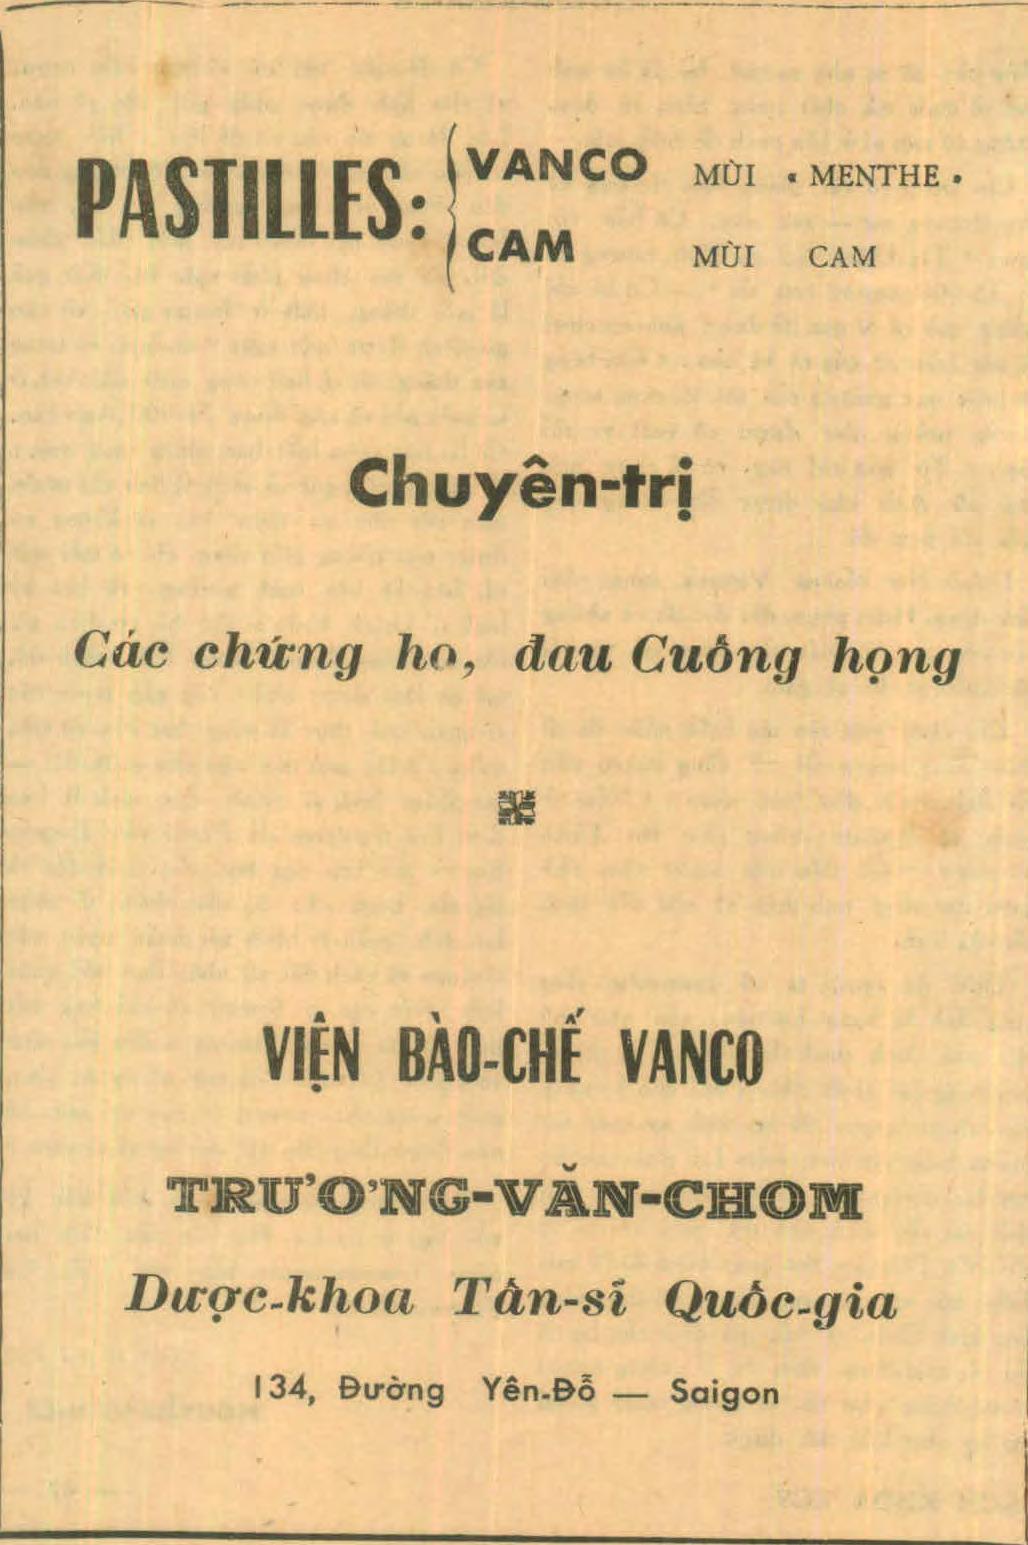 PASTILLES: VANCO MÙI « MENTHE »
CAM MÙI CAM
Chuyên-trị
Các chứng ho, đau Cuống họng
VIỆN BÀO-CHẾ VANCO
TRƯƠNG-VĂN-CHOM
Dược-khoa Tấn-sĩ Quốc-gia
134, Đường Yên-Đỗ — Saigon